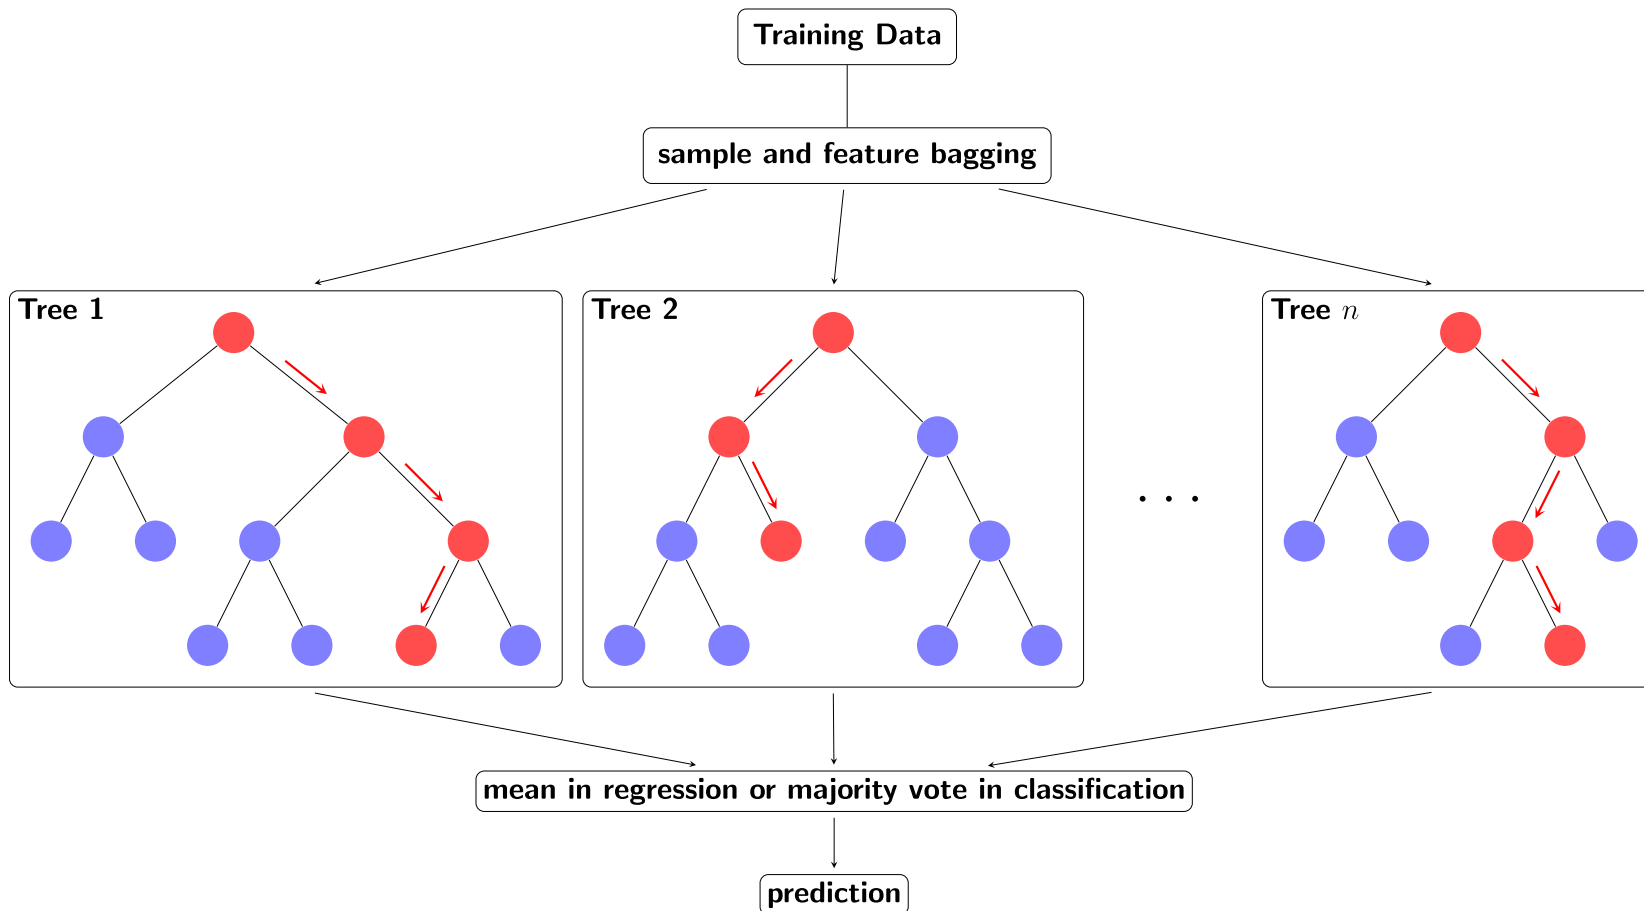 Training Data
sample and feature bagging
Tree 1
Tree 2
Tree n
. . .
mean in regression or majority vote in classification
prediction